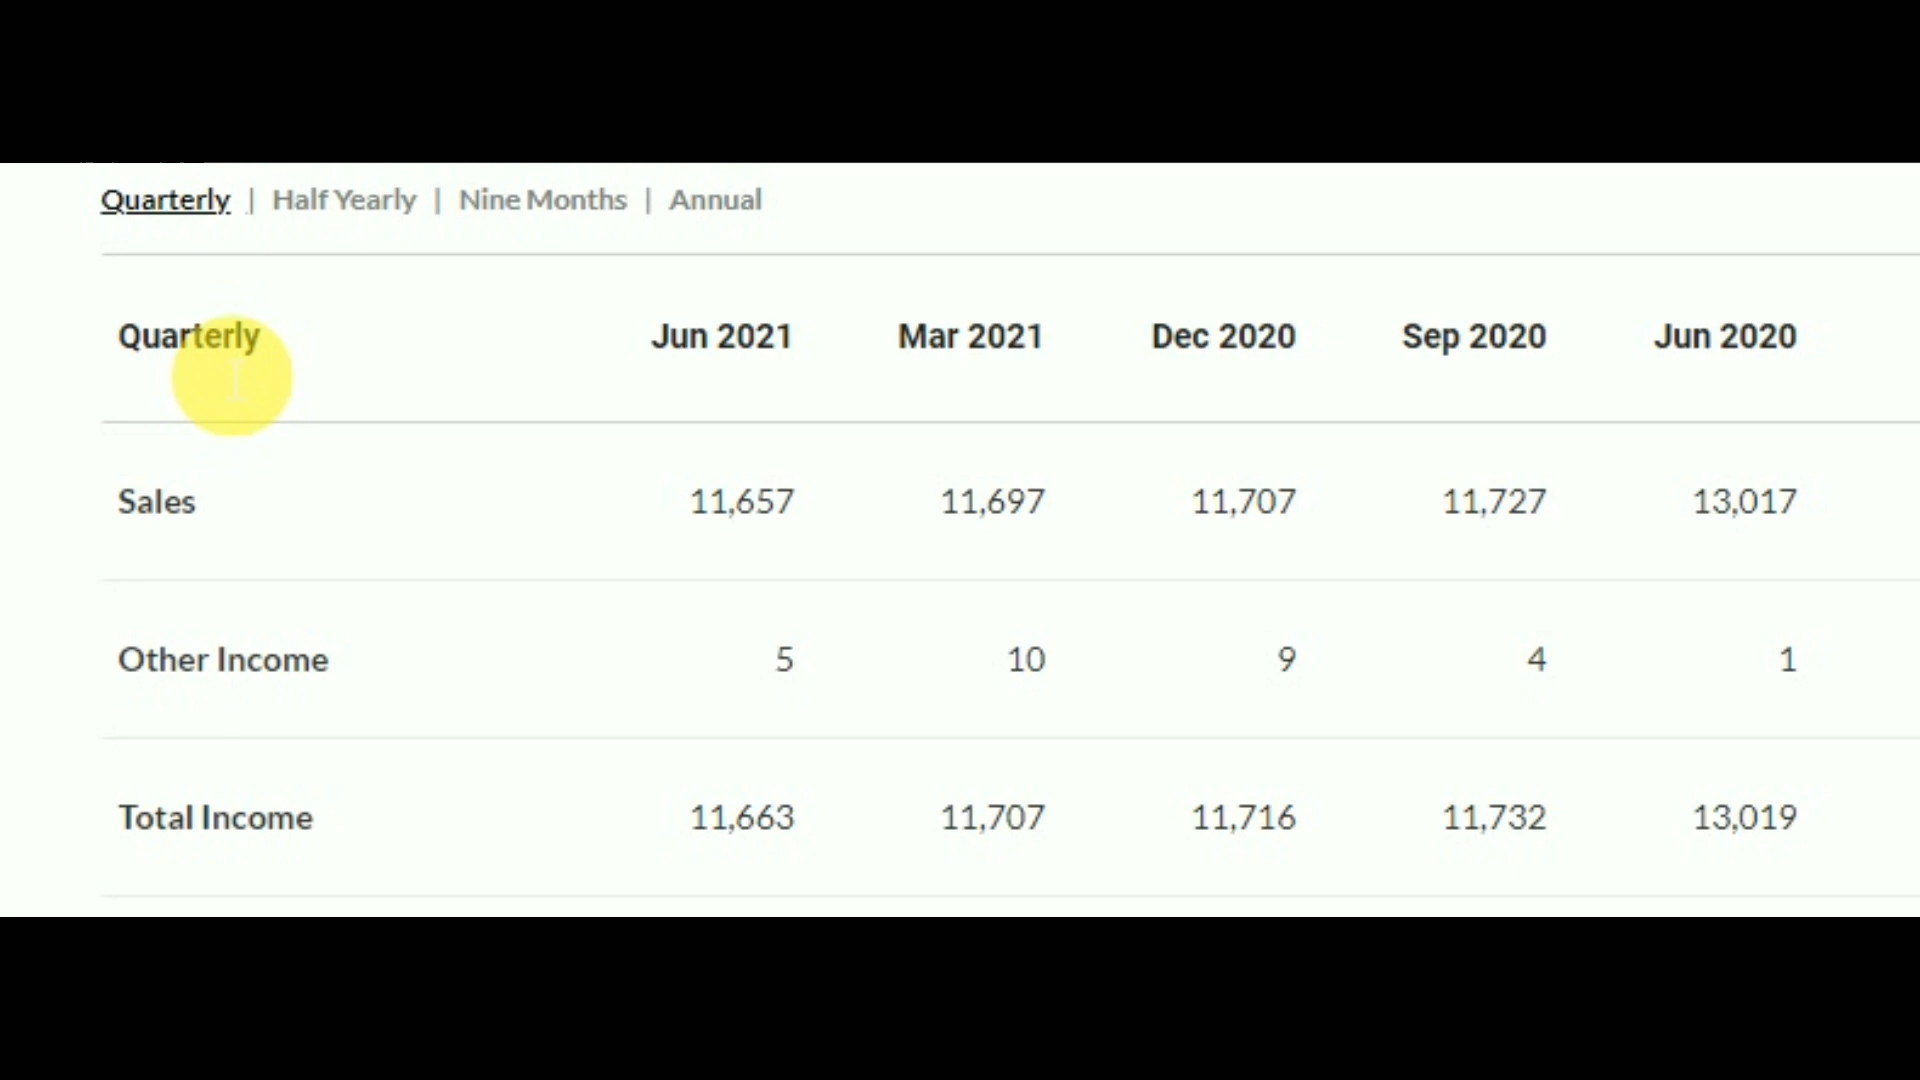 Quarterly | Half Yearly | Nine Months | Annual
Quarterly Jun 2021 Mar 2021 Dec 2020 Sep 2020 Jun 2020
Sales 11,657 11,697 11,707 11,727 13,017
Other Income 5 10 9 4 1
Total Income 11,663 11,707 11,716 11,732 13,019